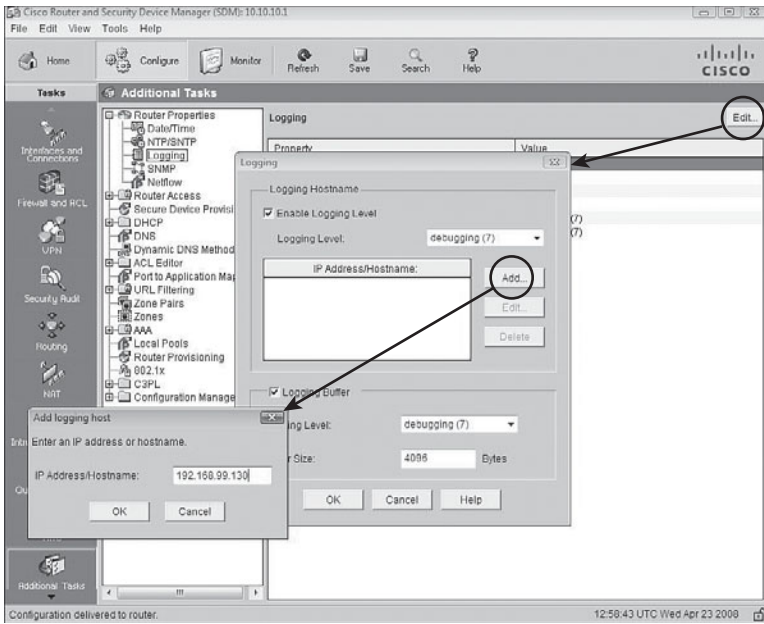 Cisco Router and Security Device Manager (SDM): 10.10.10.1
File Edit View Tools Help
Home Configure Monitor Refresh Save Search Help
CISCO
Tasks
Additional Tasks
Interfaces and Connections
Firewall and ACL
VPN
Security Audit
Routing
NAT
Additional Tasks
Router Properties
Date/Time
NTP/SNTP
Logging
SNMP
Netflow
Router Access
Secure Device Provisi
DHCP
DNS
Dynamic DNS Method
ACL Editor
Port to Application Map
URL Filtering
Zone Pairs
Zones
AAA
Local Pools
Router Provisioning
802.1x
C3PL
Configuration Manage
Logging
Edit...
Property Value
(7)
(7)
Logging
Logging Hostname
Enable Logging Level
Logging Level: debugging (7)
IP Address/Hostname:
Add...
Edit...
Delete
Logging Buffer
ing Level: debugging (7)
r Size: 4096 Bytes
OK Cancel Help
Add logging host
Enter an IP address or hostname.
IP Address/Hostname: 192.168.99.130
OK Cancel
Configuration delivered to router.
12:58:43 UTC Wed Apr 23 2008